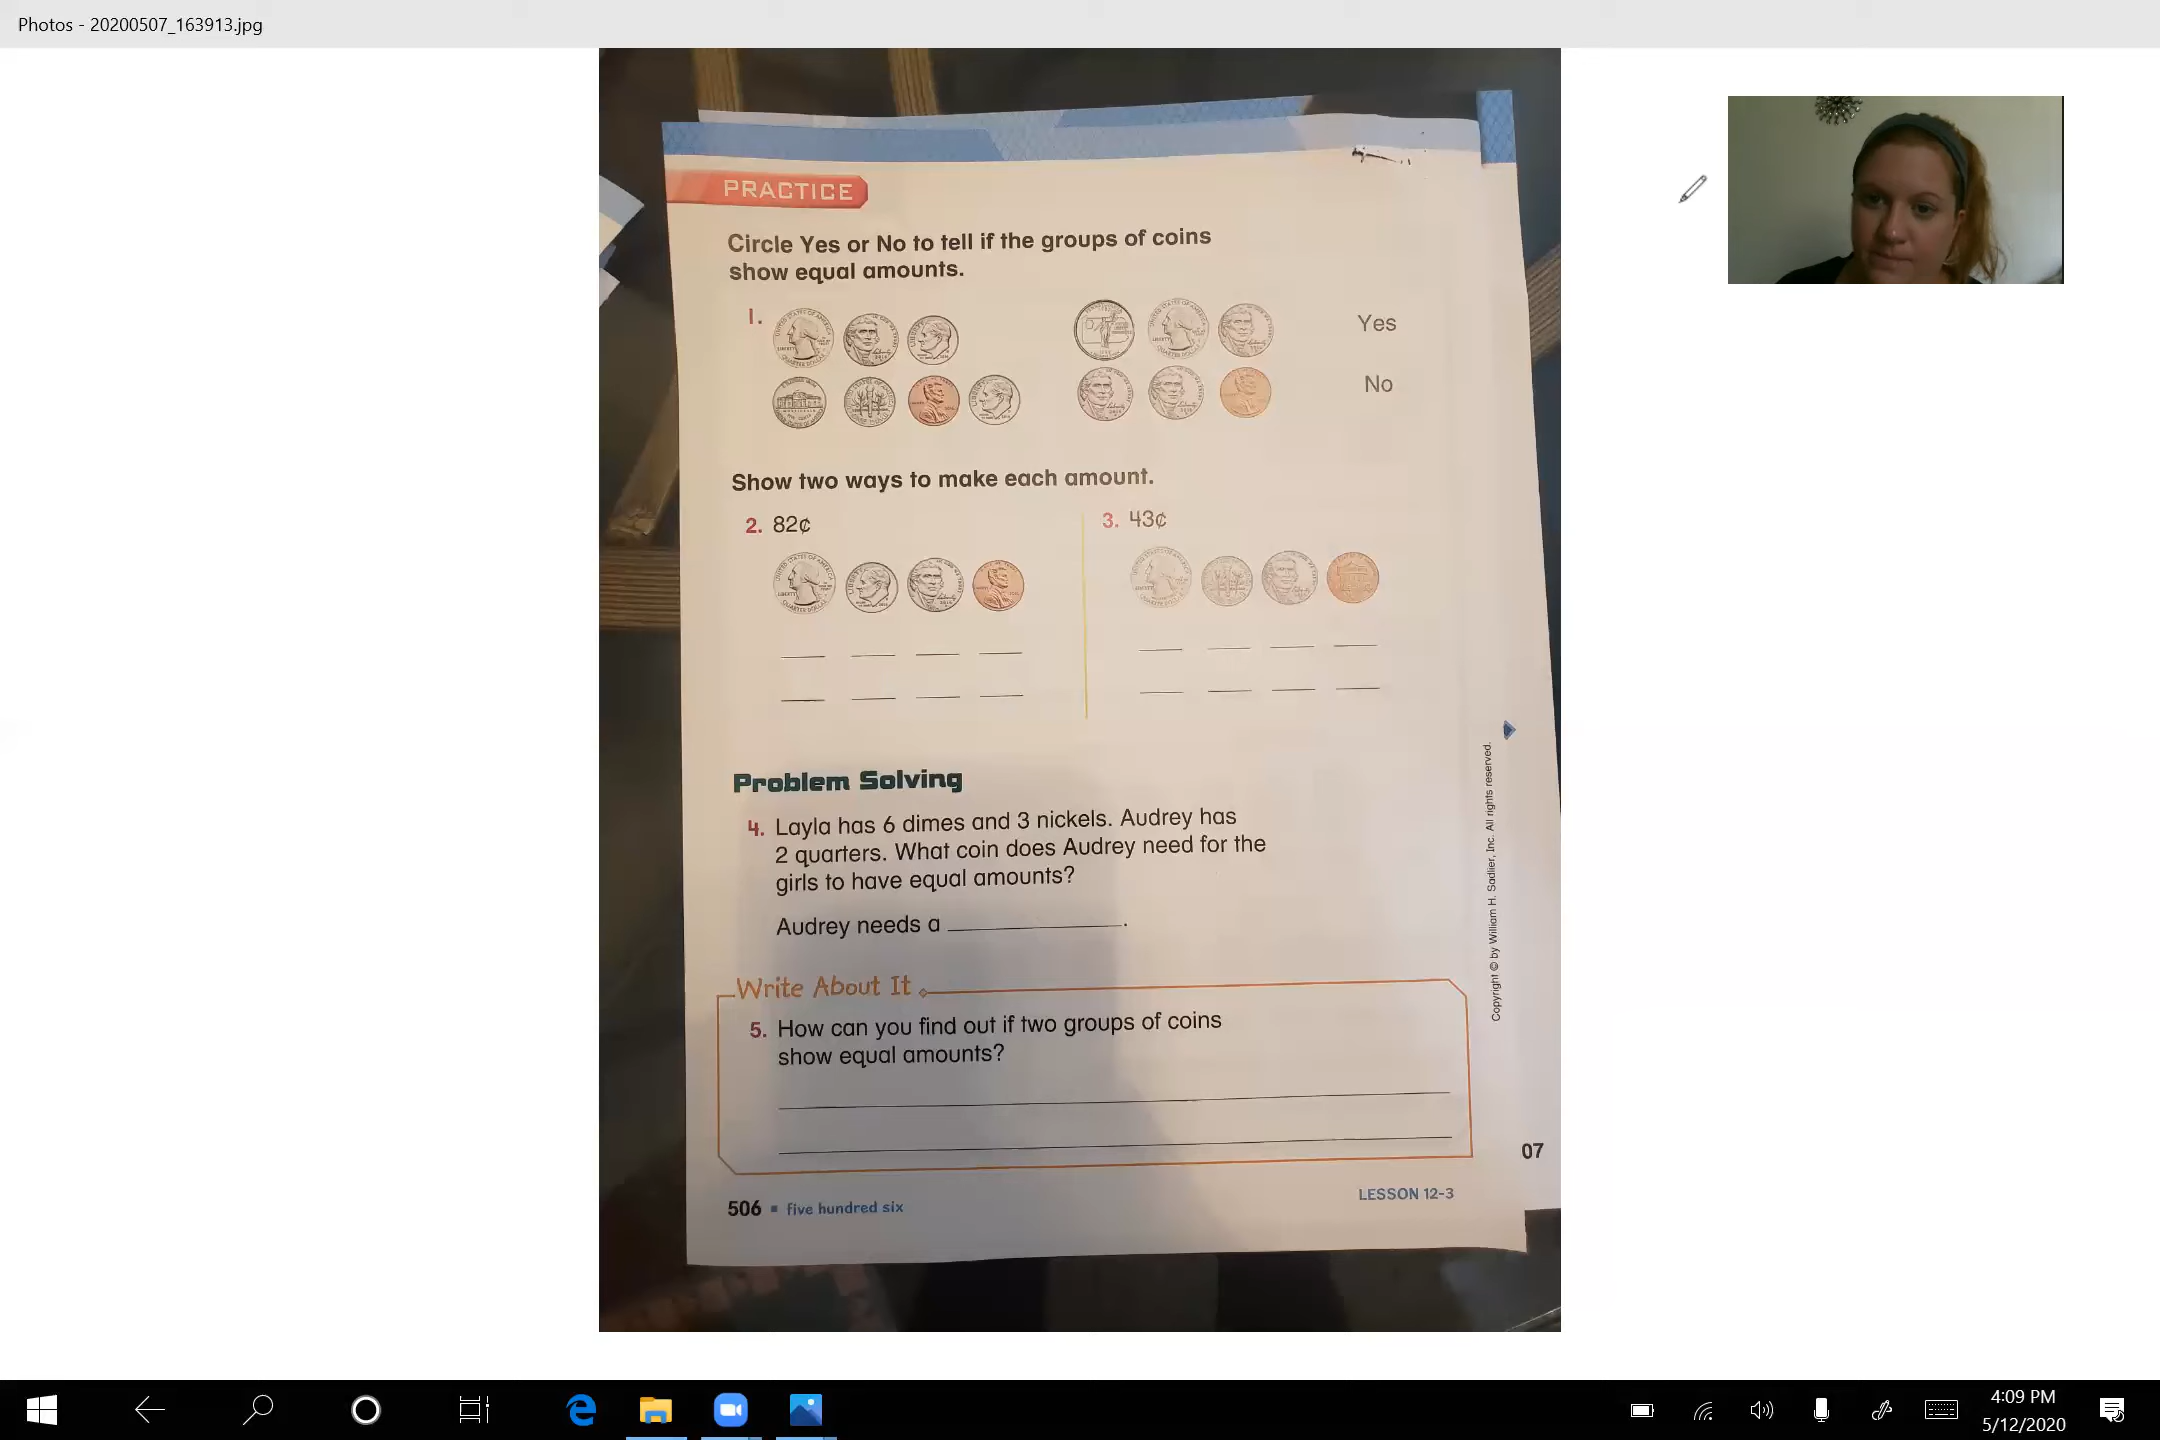 Photos - 20200507_163913.jpg
PRACTICE
Circle Yes or No to tell if the groups of coins
show equal amounts.
1.
Yes
No
Show two ways to make each amount.
2. 82¢
3. 43¢
Problem Solving
4. Layla has 6 dimes and 3 nickels. Audrey has
2 quarters. What coin does Audrey need for the
girls to have equal amounts?
Audrey needs a ____________.
Write About It
5. How can you find out if two groups of coins
show equal amounts?
Copyright © by William H. Sadlier, Inc. All rights reserved.
07
506 ▪ five hundred six
LESSON 12-3
4:09 PM
5/12/2020